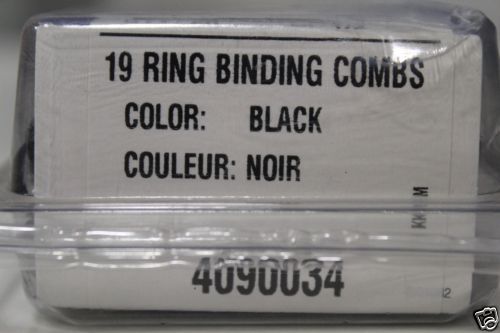 19 RING BINDING COMBS
COLOR: BLACK
COULEUR: NOIR
4090034